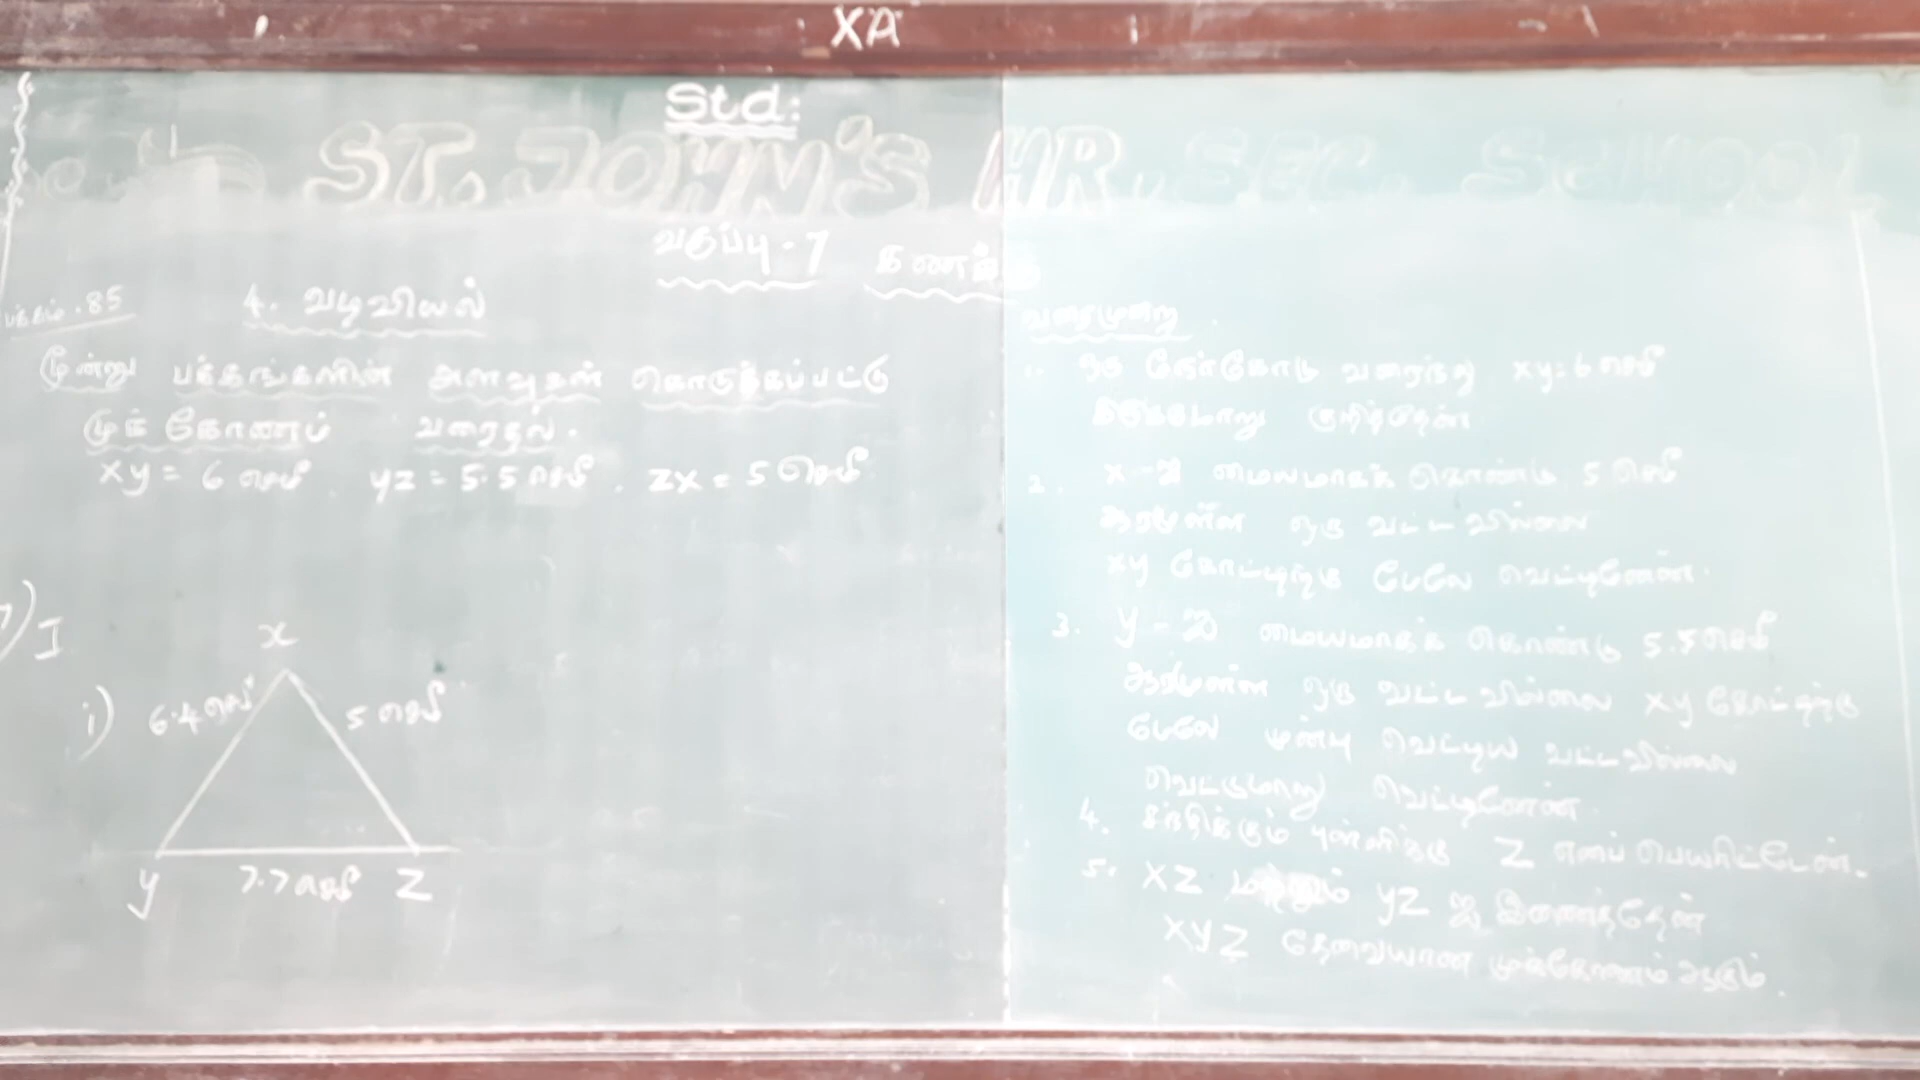 XA
Std:
ST. JOHN'S HR. SEC. SCHOOL
வகுப்பு - 7 கணக்கு
பக்கம். 85
4. வடிவியல்
மூன்று பக்கங்களின் அளவுகள் கொடுக்கப்பட்டு
முக்கோணம் வரைதல்.
xy = 6 செமீ, yz = 5.5 செமீ, zx = 5 செமீ
I
i)
x
6.4 செமீ
5 செமீ
y
7.7 செமீ
z
வரைமுறை
1. ஒரு நேர்கோடு வரைந்து xy = 6 செமீ
இருக்குமாறு குறித்தேன்.
2. x - ஐ மையமாகக் கொண்டு 5 செமீ
ஆரமுள்ள ஒரு வட்ட வில்லை
xy கோட்டிற்கு மேலே வெட்டினேன்.
3. y - ஐ மையமாகக் கொண்டு 5.5 செமீ
ஆரமுள்ள ஒரு வட்ட வில்லை xy கோட்டிற்கு
மேலே முன்பு வெட்டிய வட்டவில்லை
வெட்டுமாறு வெட்டினேன்.
4. சந்திக்கும் புள்ளிக்கு Z எனப் பெயரிட்டேன்.
5. XZ மற்றும் YZ ஐ இணைத்தேன்
XYZ தேவையான முக்கோணம் ஆகும்.